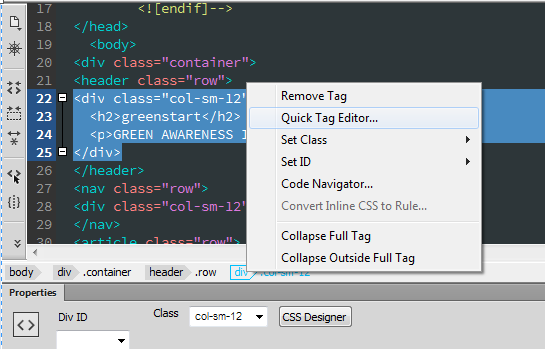 17 <![endif]-->
18 </head>
19 <body>
20 <div class="container">
21 <header class="row">
22 <div class="col-sm-12"
23 <h2>greenstart</h2>
24 <p>GREEN AWARENESS I
25 </div>
26 </header>
27 <nav class="row">
28 <div class="col-sm-12"
29 </nav>
30 <article class="row">
Remove Tag
Quick Tag Editor...
Set Class
Set ID
Code Navigator...
Convert Inline CSS to Rule...
Collapse Full Tag
Collapse Outside Full Tag
body div .container header .row div .col-sm-12
Properties
Div ID Class col-sm-12 CSS Designer